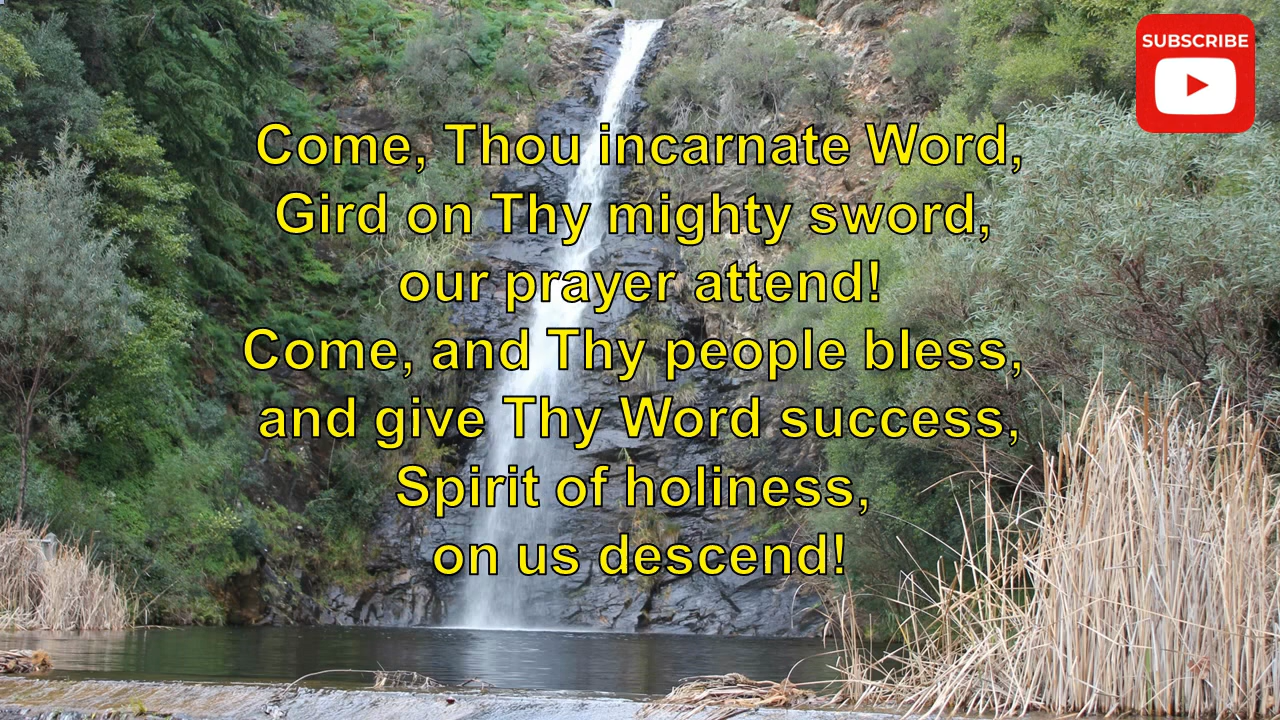 SUBSCRIBE
Come, Thou incarnate Word,
Gird on Thy mighty sword,
our prayer attend!
Come, and Thy people bless,
and give Thy Word success,
Spirit of holiness,
on us descend!